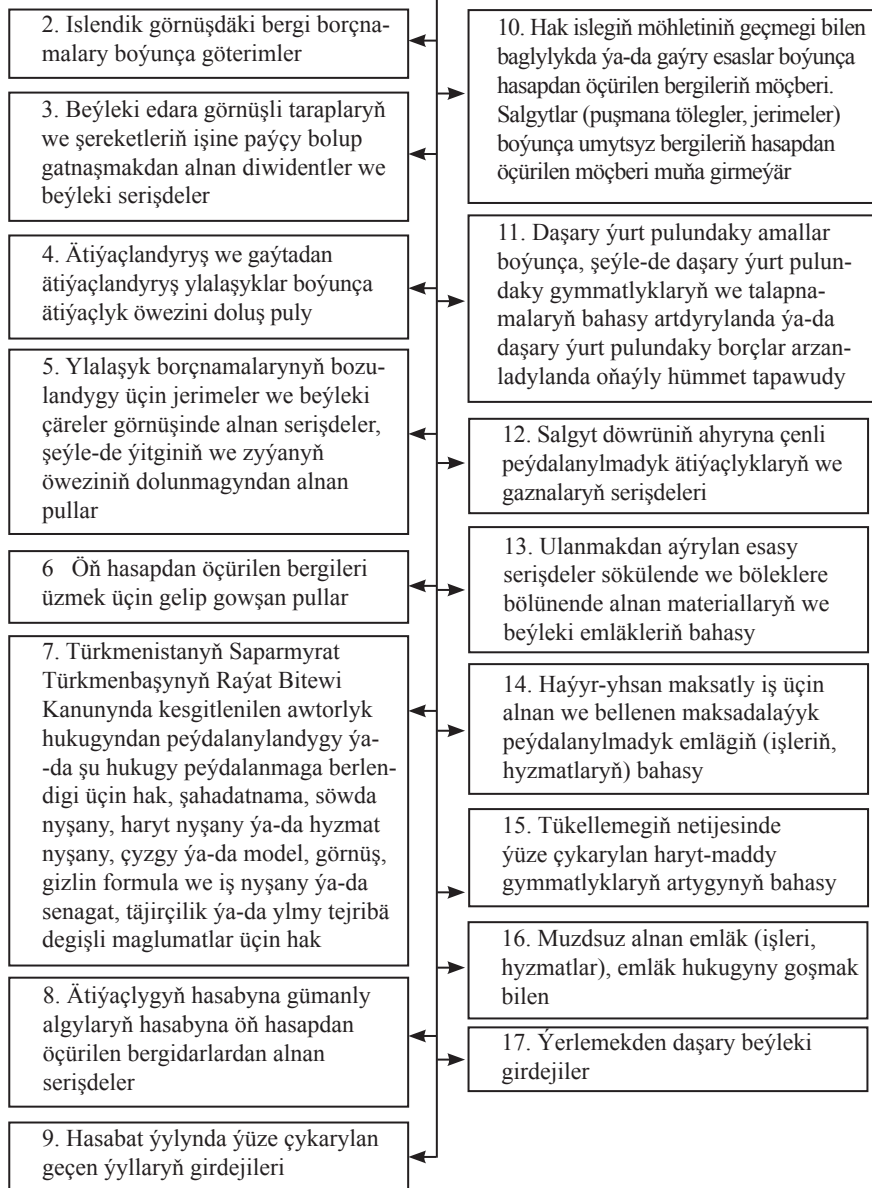 2. Islendik görnüşdäki bergi borçna-
malary boýunça göterimler
3. Beýleki edara görnüşli taraplaryň
we şereketleriň işine paýçy bolup
gatnaşmakdan alnan diwidentler we
beýleki serişdeler
4. Ätiýaçlandyryş we gaýtadan
ätiýaçlandyryş ylalaşyklar boýunça
ätiýaçlyk öwezini doluş puly
5. Ylalaşyk borçnamalarynyň bozu-
landygy üçin jerimeler we beýleki
çäreler görnüşinde alnan serişdeler,
şeýle-de ýitginiň we zyýanyň
öweziniň dolunmagyndan alnan
pullar
6 Öň hasapdan öçürilen bergileri
üzmek üçin gelip gowşan pullar
7. Türkmenistanyň Saparmyrat
Türkmenbaşynyň Raýat Bitewi
Kanunynda kesgitlenilen awtorlyk
hukugyndan peýdalanylandygy ýa-
-da şu hukugy peýdalanmaga berlen-
digi üçin hak, şahadatnama, söwda
nyşany, haryt nyşany ýa-da hyzmat
nyşany, çyzgy ýa-da model, görnüş,
gizlin formula we iş nyşany ýa-da
senagat, täjirçilik ýa-da ylmy tejribä
degişli maglumatlar üçin hak
8. Ätiýaçlygyň hasabyna gümanly
algylaryň hasabyna öň hasapdan
öçürilen bergidarlardan alnan
serişdeler
9. Hasabat ýylynda ýüze çykarylan
geçen ýyllaryň girdejileri
10. Hak islegiň möhletiniň geçmegi bilen
baglylykda ýa-da gaýry esaslar boýunça
hasapdan öçürilen bergileriň möçberi.
Salgytlar (puşmana tölegler, jerimeler)
boýunça umytsyz bergileriň hasapdan
öçürilen möçberi muňa girmeýär
11. Daşary ýurt pulundaky amallar
boýunça, şeýle-de daşary ýurt pulun-
daky gymmatlyklaryň we talapna-
malaryň bahasy artdyrylanda ýa-da
daşary ýurt pulundaky borçlar arzan-
ladylanda oňaýly hümmet tapawudy
12. Salgyt döwrüniň ahyryna çenli
peýdalanylmadyk ätiýaçlyklaryň we
gaznalaryň serişdeleri
13. Ulanmakdan aýrylan esasy
serişdeler sökülende we böleklere
bölünende alnan materiallaryň we
beýleki emläkleriň bahasy
14. Haýyr-yhsan maksatly iş üçin
alnan we bellenen maksadalaýyk
peýdalanylmadyk emlägiň (işleriň,
hyzmatlaryň) bahasy
15. Tükellemegiň netijesinde
ýüze çykarylan haryt-maddy
gymmatlyklaryň artygynyň bahasy
16. Muzdsuz alnan emläk (işleri,
hyzmatlar), emläk hukugyny goşmak
bilen
17. Ýerlemekden daşary beýleki
girdejiler